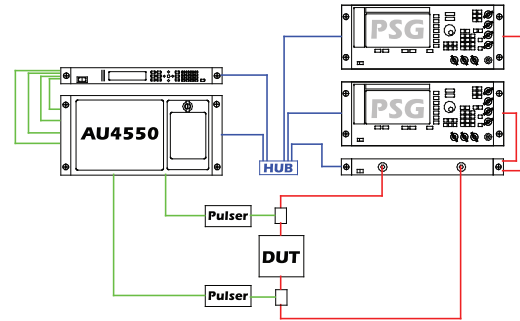 PSG
PSG
AU4550
HUB
Pulser
DUT
Pulser